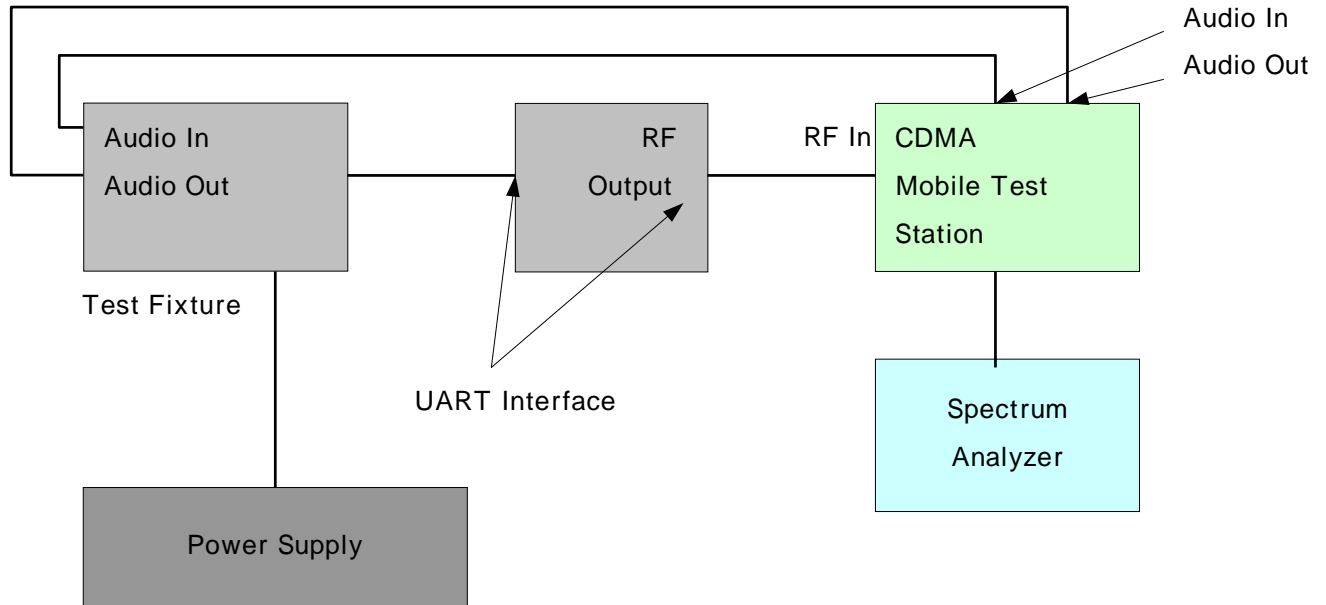 Audio In
Audio Out
Audio In
Audio Out
RF
Output
RF In
CDMA
Mobile Test
Station
Test Fixture
UART Interface
Spectrum
Analyzer
Power Supply